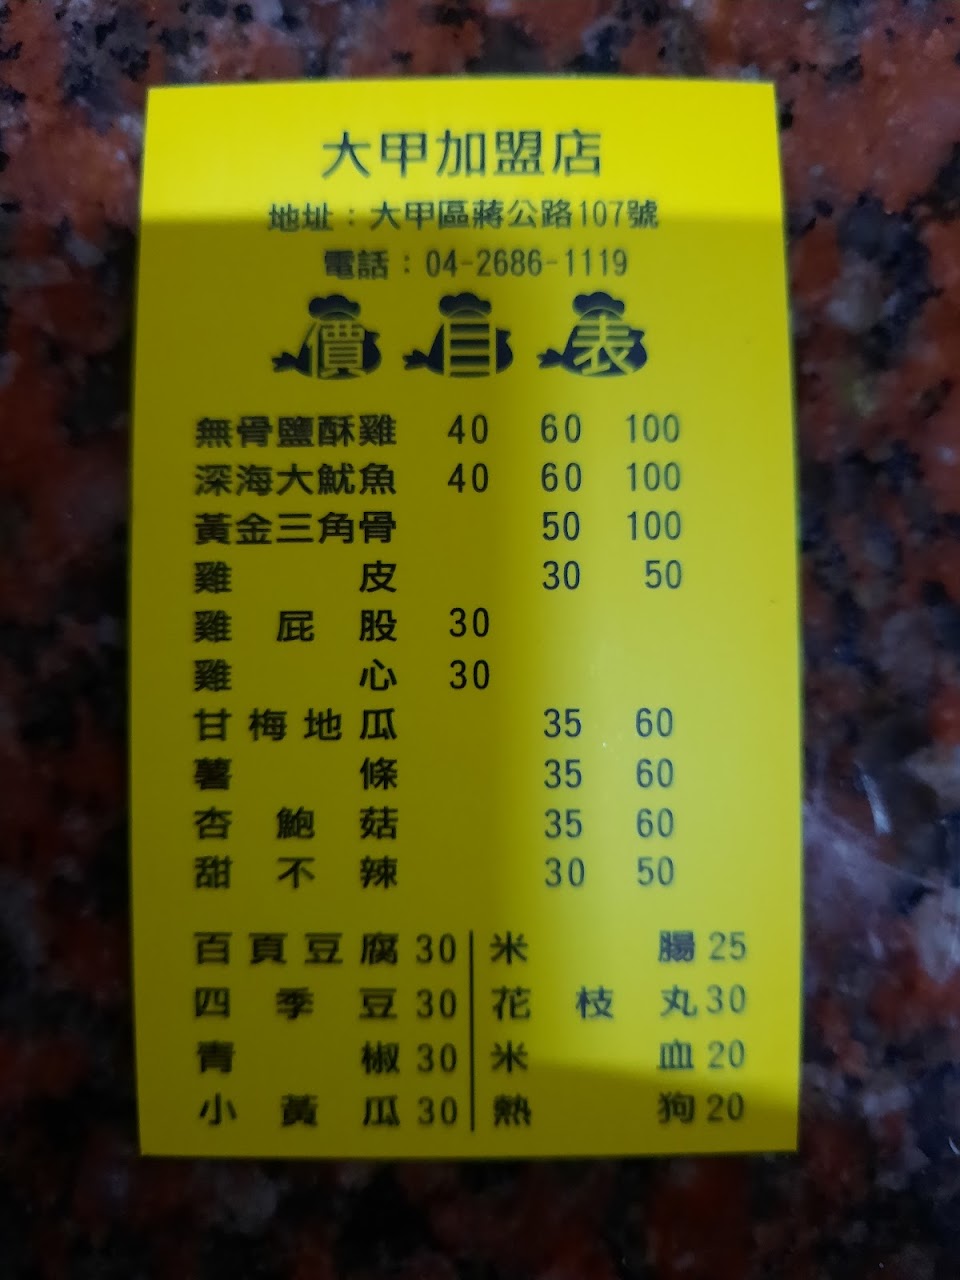 大甲加盟店
地址：大甲區蔣公路107號
電話：04-2686-1119
價目表
無骨鹽酥雞 40 60 100
深海大魷魚 40 60 100
黃金三角骨 50 100
雞皮 30 50
雞屁股 30
雞心 30
甘梅地瓜 35 60
薯條 35 60
杏鮑菇 35 60
甜不辣 30 50
百頁豆腐 30
四季豆 30
青椒 30
小黃瓜 30
米腸 25
花枝丸 30
米血 20
熱狗 20